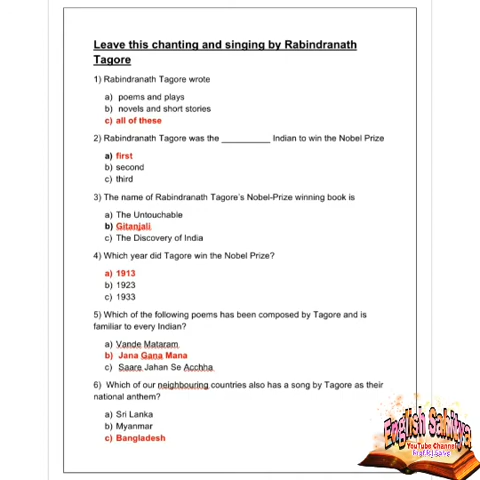 Leave this chanting and singing by Rabindranath
Tagore
1) Rabindranath Tagore wrote
a) poems and plays
b) novels and short stories
c) all of these
2) Rabindranath Tagore was the __________ Indian to win the Nobel Prize
a) first
b) second
c) third
3) The name of Rabindranath Tagore's Nobel-Prize winning book is
a) The Untouchable
b) Gitanjali
c) The Discovery of India
4) Which year did Tagore win the Nobel Prize?
a) 1913
b) 1923
c) 1933
5) Which of the following poems has been composed by Tagore and is
familiar to every Indian?
a) Vande Mataram
b) Jana Gana Mana
c) Saare Jahan Se Acchha
6) Which of our neighbouring countries also has a song by Tagore as their
national anthem?
a) Sri Lanka
b) Myanmar
c) Bangladesh
English Sahitya
YouTube Channel